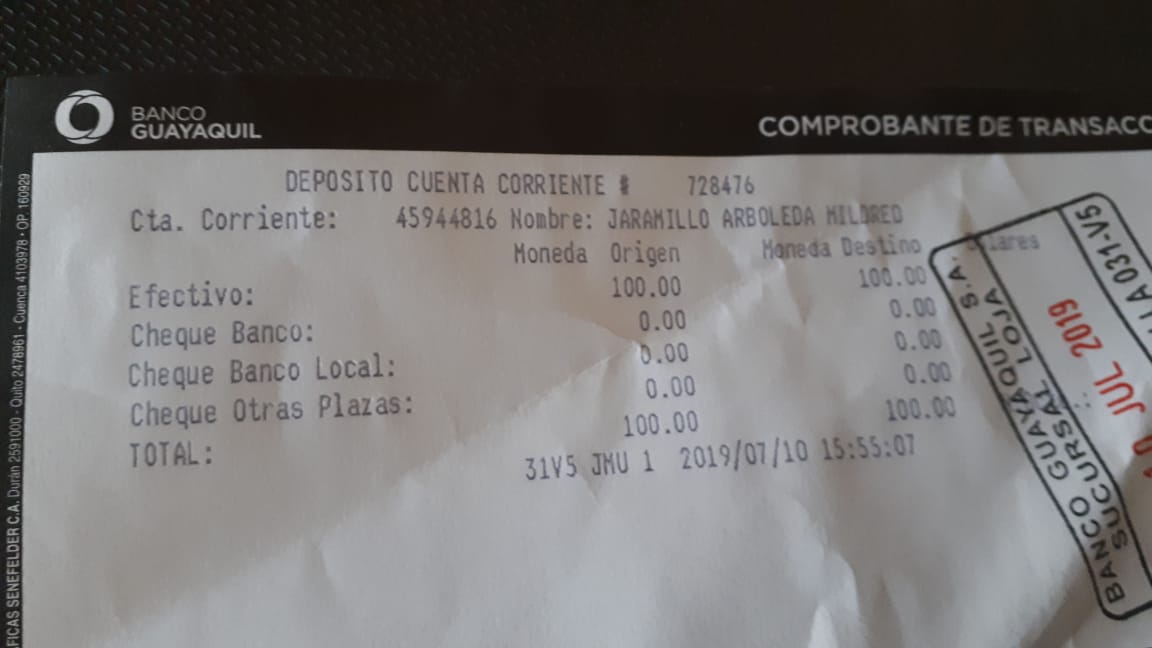 BANCO
GUAYAQUIL
COMPROBANTE DE TRANSACC
DEPOSITO CUENTA CORRIENTE # 728476
Cta. Corriente: 45944816 Nombre: JARAMILLO ARBOLEDA MILDRED
Moneda Origen Moneda Destino
Efectivo: 100.00 100.00
Cheque Banco: 0.00 0.00
Cheque Banco Local: 0.00 0.00
Cheque Otras Plazas: 0.00 0.00
TOTAL: 100.00 100.00
31V5 JMU 1 2019/07/10 15:55:07
BANCO GUAYAQUIL S.A.
SUCURSAL LOJA
10 JUL 2019
LLA 031-V5
FICAS SENEFELDER C.A. Durán 2591000 - Quito 2478961 - Cuenca 4103978 - OP. 160929